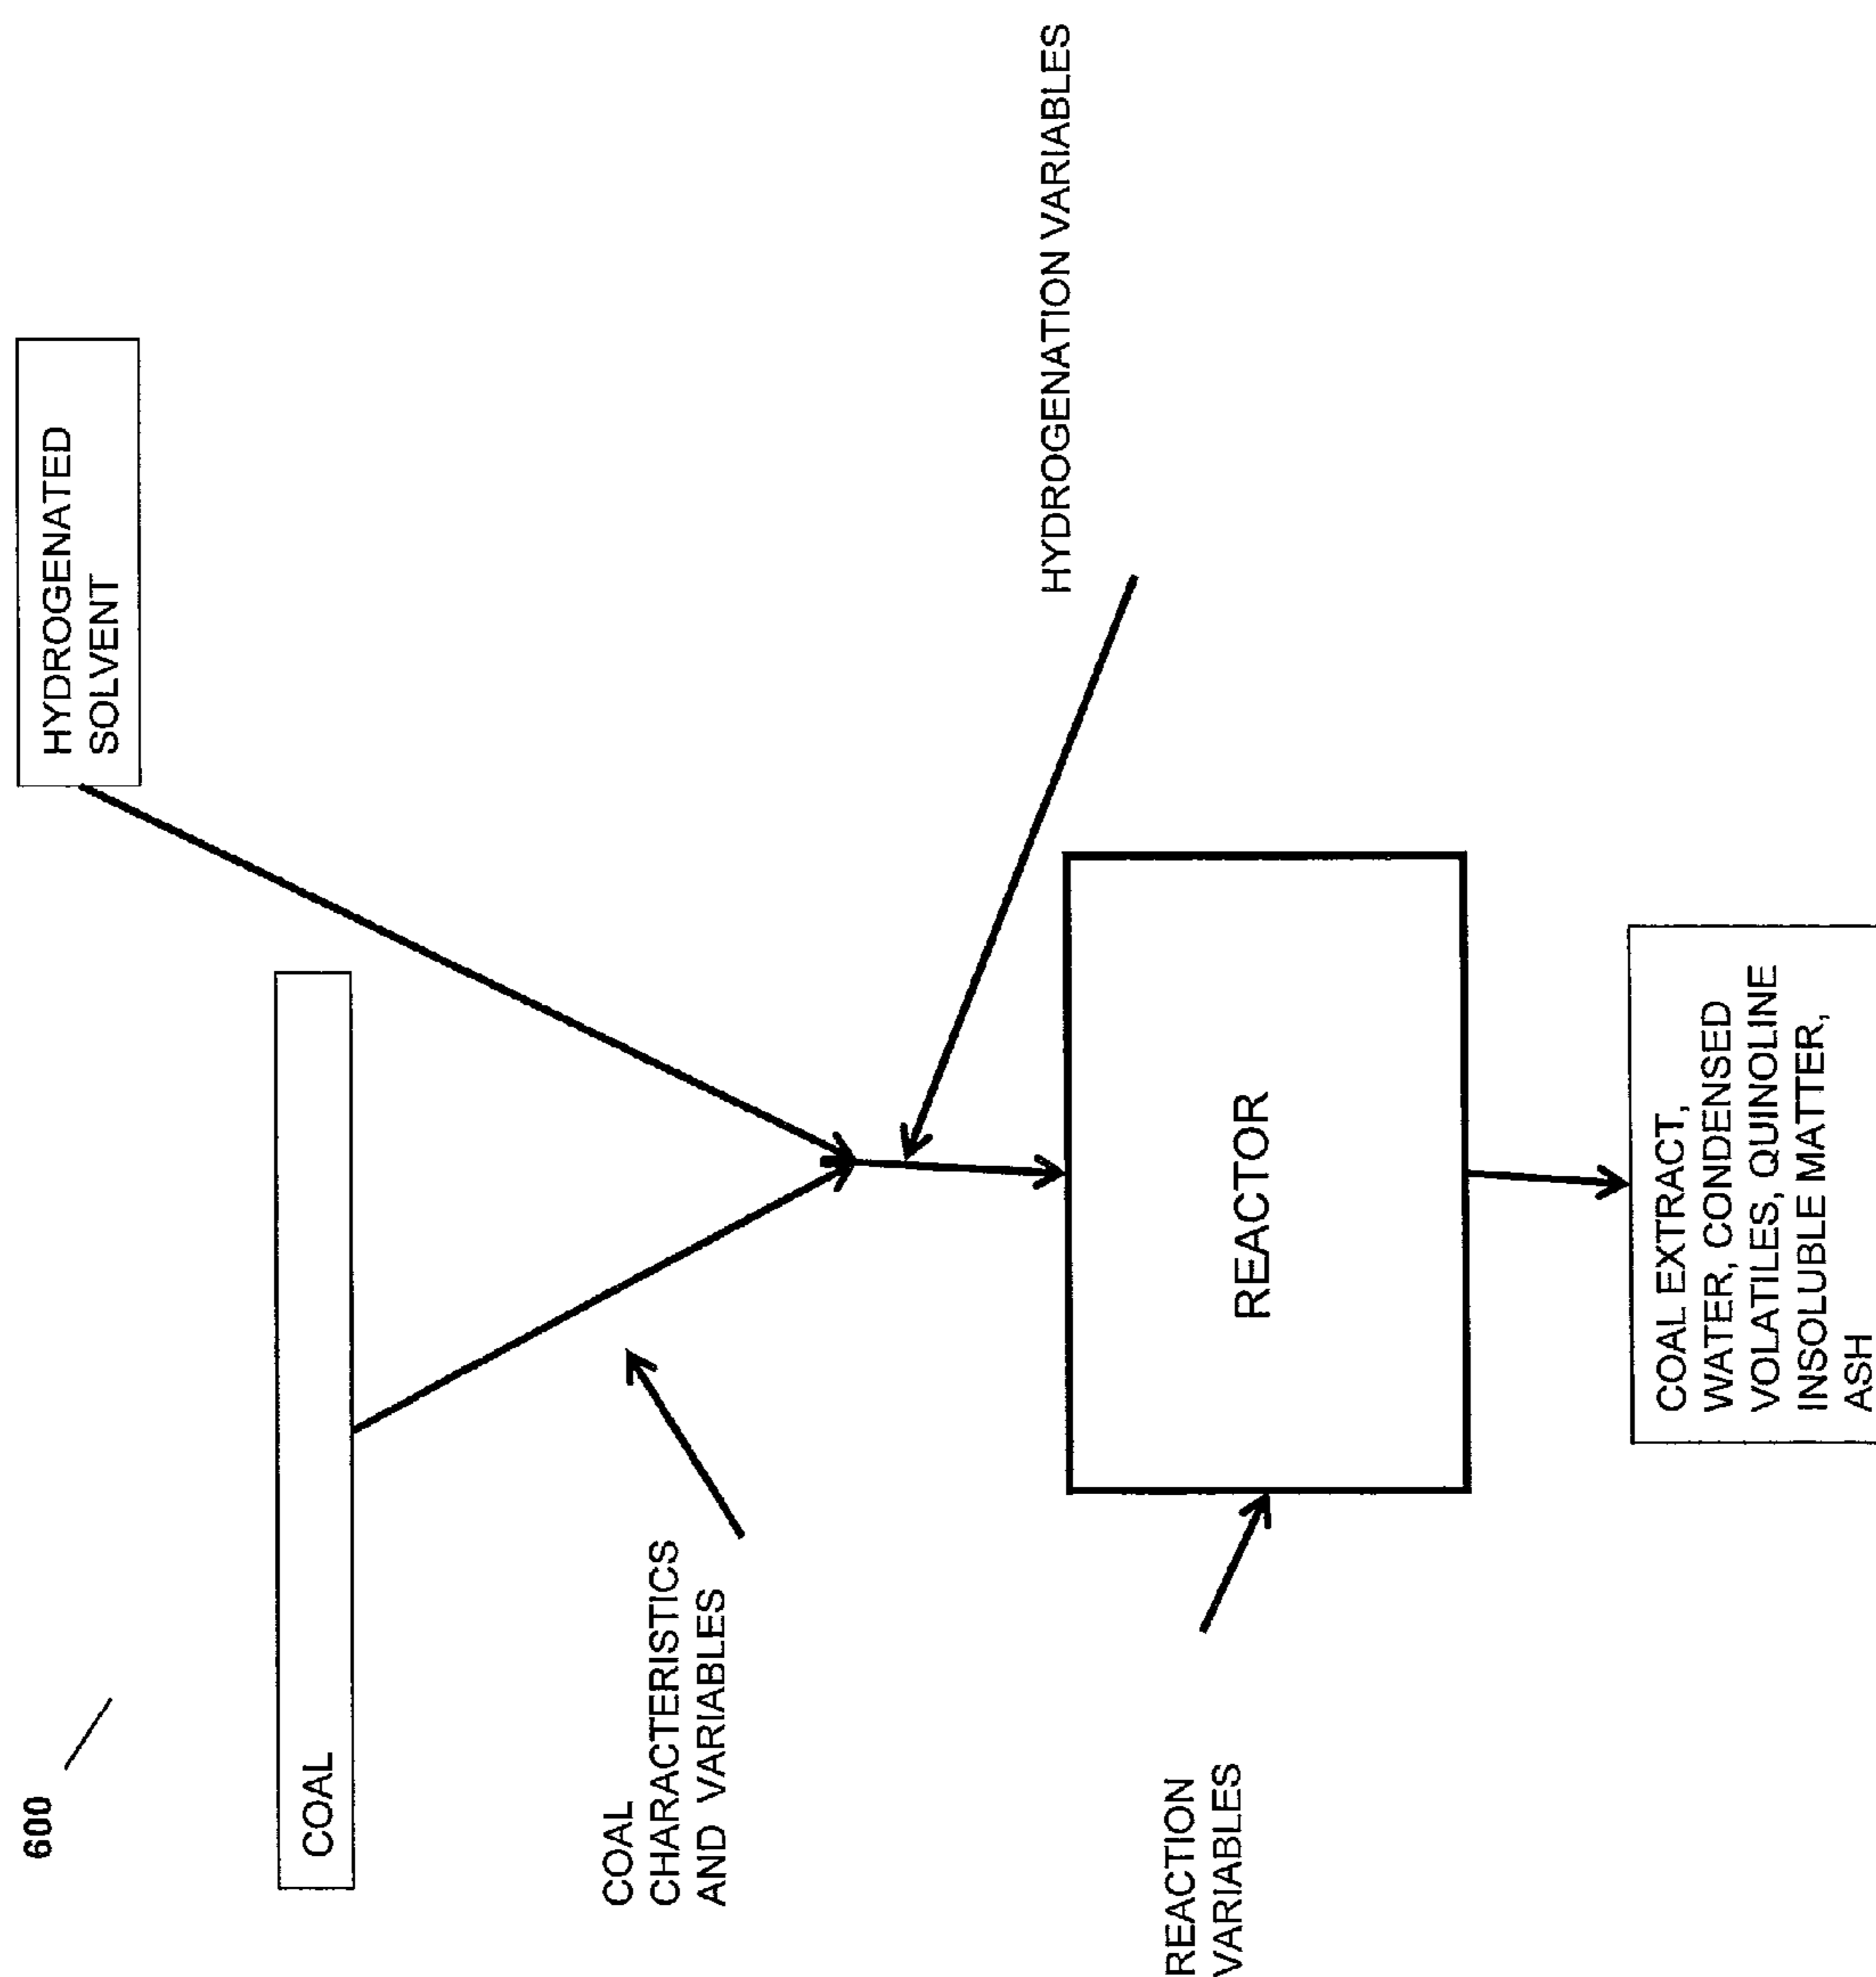 600
HYDROGENATED
SOLVENT
COAL
COAL
CHARACTERISTICS
AND VARIABLES
HYDROGENATION VARIABLES
REACTION
VARIABLES
REACTOR
COAL EXTRACT,
WATER, CONDENSED
VOLATILES, QUINOLINE
INSOLUBLE MATTER,
ASH